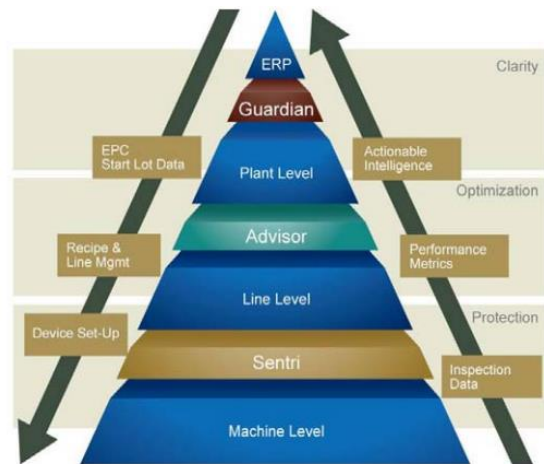 ERP
Clarity
Guardian
EPC
Start Lot Data
Actionable
Intelligence
Plant Level
Optimization
Advisor
Recipe &
Line Mgmt
Performance
Metrics
Line Level
Protection
Device Set-Up
Sentri
Inspection
Data
Machine Level